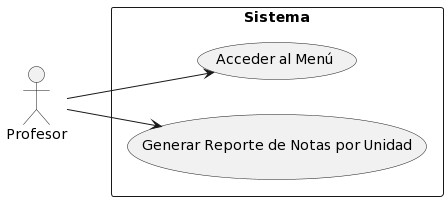 Sistema
Acceder al Menú
Profesor
Generar Reporte de Notas por Unidad